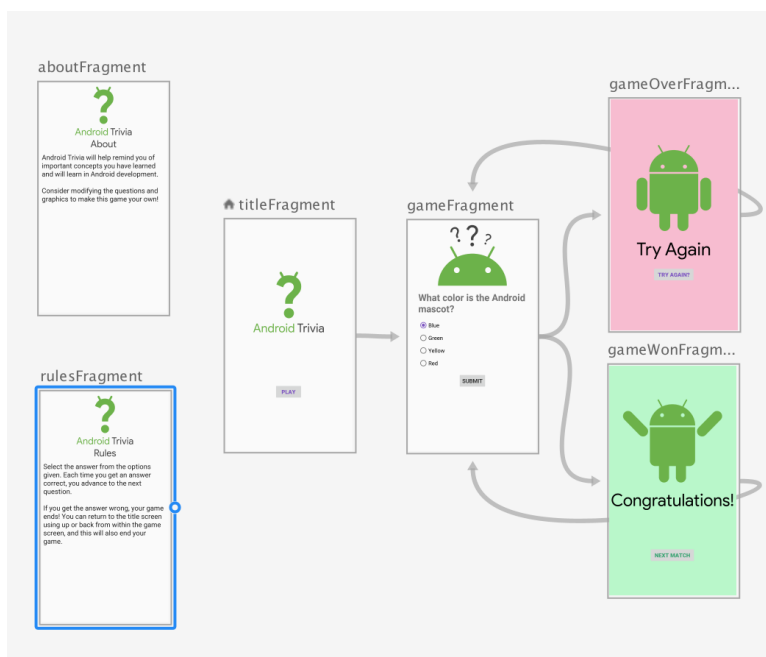 aboutFragment
Android Trivia
About
Android Trivia will help remind you of
important concepts you have learned
and will learn in Android development.
Consider modifying the questions and
graphics to make this game your own!
rulesFragment
Android Trivia
Rules
Select the answer from the options
given. Each time you get an answer
correct, you advance to the next
question.
If you get the answer wrong, your game
ends! You can return to the title screen
using up or back from within the game
screen, and this will also end your
game.
titleFragment
Android Trivia
PLAY
gameFragment
? ? ?
What color is the Android
mascot?
Blue
Green
Yellow
Red
SUBMIT
gameOverFragm...
Try Again
TRY AGAIN?
gameWonFragm...
Congratulations!
NEXT MATCH